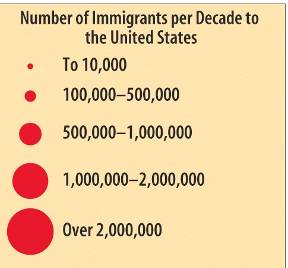 Number of Immigrants per Decade to
the United States
To 10,000
100,000–500,000
500,000–1,000,000
1,000,000–2,000,000
Over 2,000,000